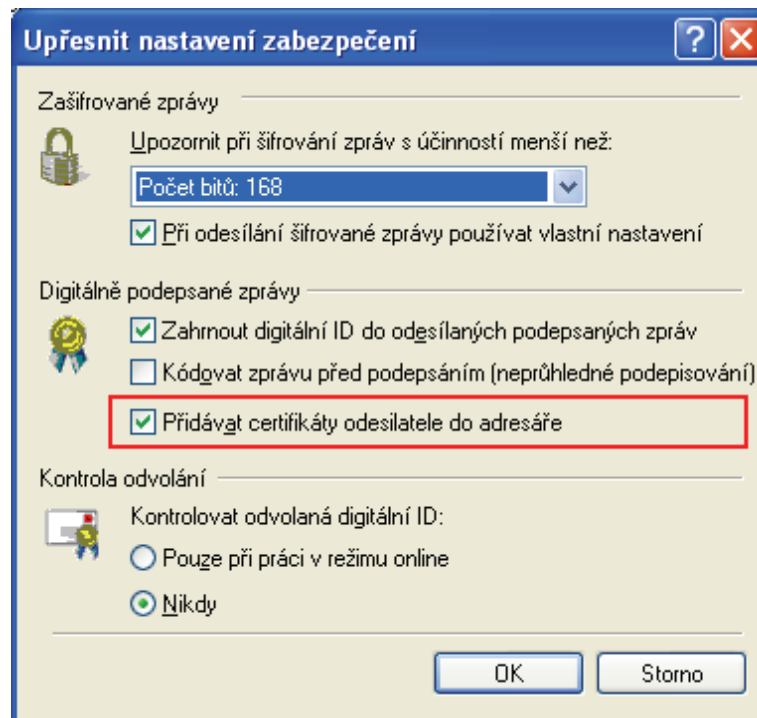 Upřesnit nastavení zabezpečení
Zašifrované zprávy
Upozornit při šifrování zpráv s účinností menší než:
Počet bitů: 168
Při odesílání šifrované zprávy používat vlastní nastavení
Digitálně podepsané zprávy
Zahrnout digitální ID do odesílaných podepsaných zpráv
Kódovat zprávu před podepsáním (neprůhledné podepisování)
Přidávat certifikáty odesilatele do adresáře
Kontrola odvolání
Kontrolovat odvolaná digitální ID:
Pouze při práci v režimu online
Nikdy
OK Storno